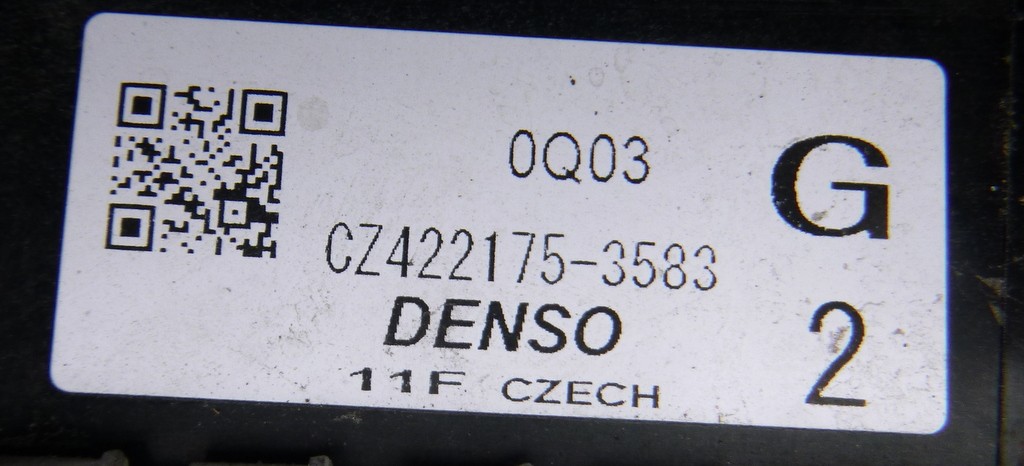 0Q03
G
CZ422175-3583
DENSO
2
11F CZECH